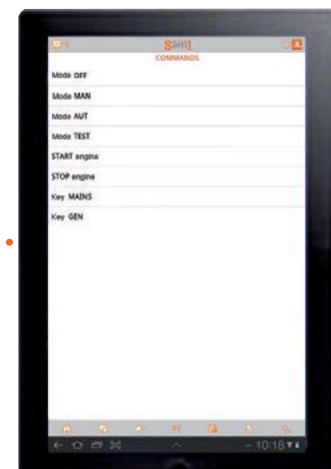 Sam1
COMMANDS
Mode OFF
Mode MAN
Mode AUT
Mode TEST
START engine
STOP engine
Key MAINS
Key GEN
10:18